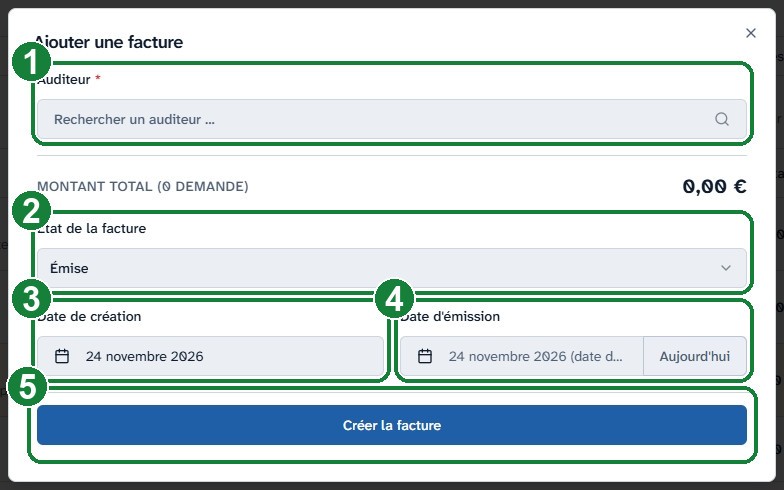 Ajouter une facture
1
Auditeur *
Rechercher un auditeur ...
MONTANT TOTAL (0 DEMANDE)
0,00 €
2
État de la facture
Émise
3
Date de création
4
Date d'émission
24 novembre 2026
24 novembre 2026 (date d...
Aujourd'hui
5
Créer la facture